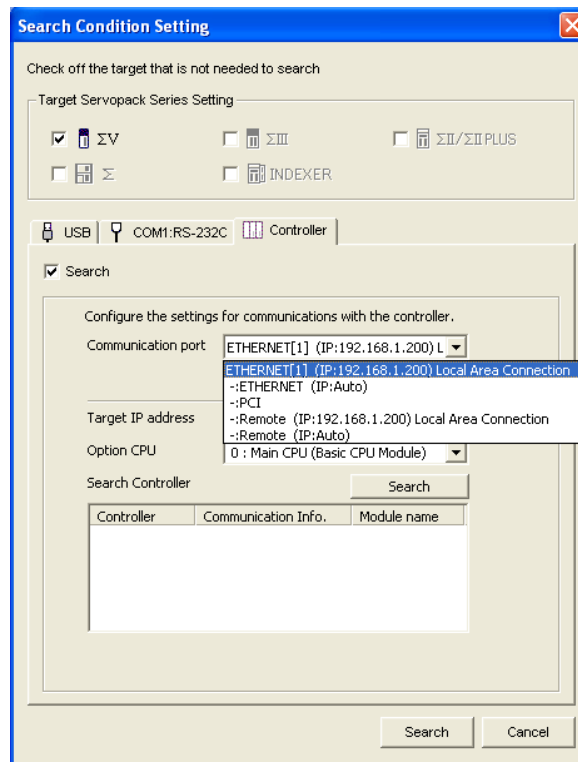 Search Condition Setting
Check off the target that is not needed to search
Target Servopack Series Setting
ΣV ΣIII ΣII/ΣII PLUS
Σ INDEXER
USB COM1:RS-232C Controller
Search
Configure the settings for communications with the controller.
Communication port ETHERNET[1] (IP:192.168.1.200) L
ETHERNET[1] (IP:192.168.1.200) Local Area Connection
-:ETHERNET (IP:Auto)
-:PCI
Target IP address -:Remote (IP:192.168.1.200) Local Area Connection
-:Remote (IP:Auto)
Option CPU 0 : Main CPU (Basic CPU Module)
Search Controller Search
Controller Communication Info. Module name
Search Cancel